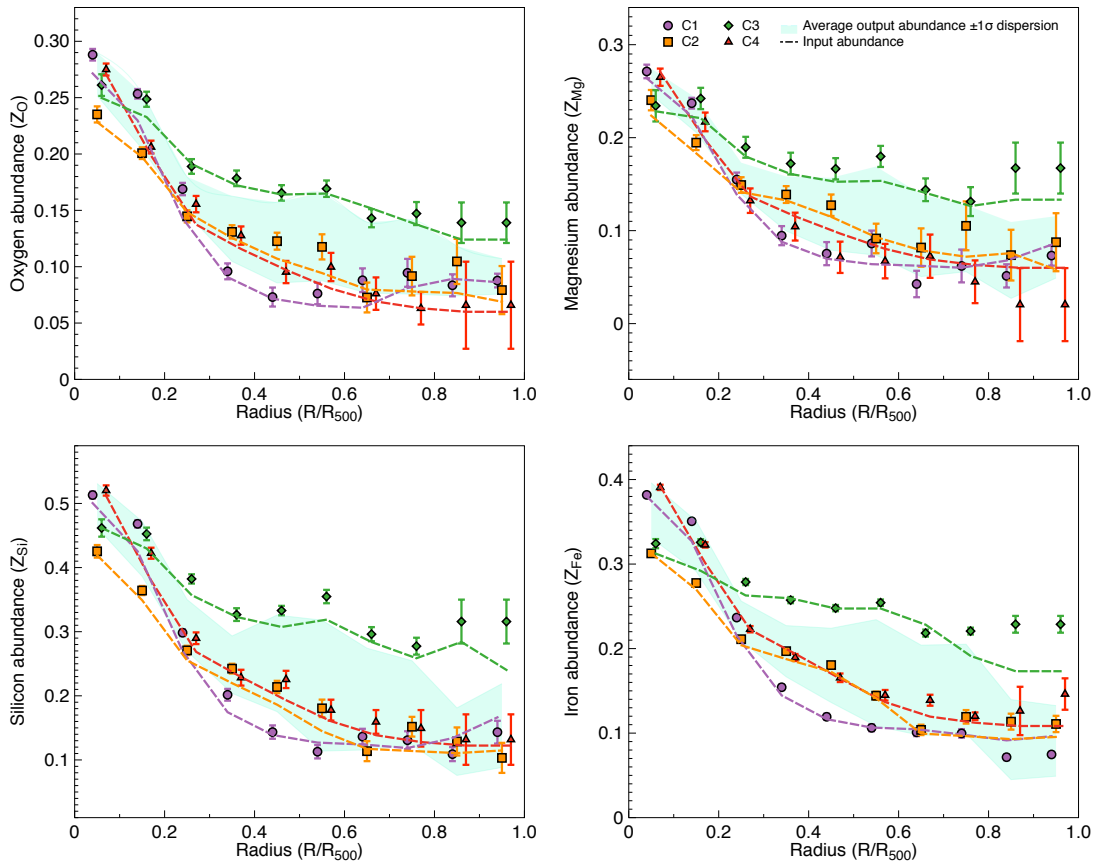 C1
C2
C3
C4
Average output abundance ±1σ dispersion
Input abundance
Oxygen abundance (Z_O)
0.30
0.25
0.20
0.15
0.10
0.05
0
0 0.2 0.4 0.6 0.8 1.0
Radius (R/R_500)
Magnesium abundance (Z_Mg)
0.3
0.2
0.1
0
0 0.2 0.4 0.6 0.8 1.0
Radius (R/R_500)
Silicon abundance (Z_Si)
0.5
0.4
0.3
0.2
0.1
0 0.2 0.4 0.6 0.8 1.0
Radius (R/R_500)
Iron abundance (Z_Fe)
0.4
0.3
0.2
0.1
0
0 0.2 0.4 0.6 0.8 1.0
Radius (R/R_500)